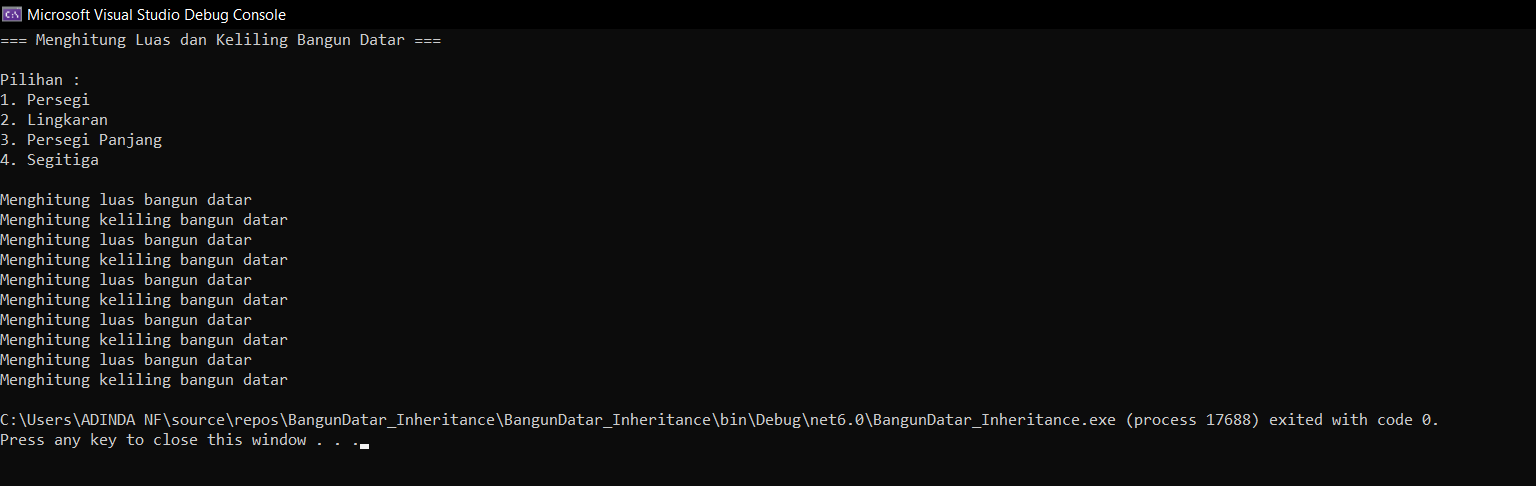 Microsoft Visual Studio Debug Console
=== Menghitung Luas dan Keliling Bangun Datar ===
Pilihan :
1. Persegi
2. Lingkaran
3. Persegi Panjang
4. Segitiga
Menghitung luas bangun datar
Menghitung keliling bangun datar
Menghitung luas bangun datar
Menghitung keliling bangun datar
Menghitung luas bangun datar
Menghitung keliling bangun datar
Menghitung luas bangun datar
Menghitung keliling bangun datar
Menghitung luas bangun datar
Menghitung keliling bangun datar
C:\Users\ADINDA NF\source\repos\BangunDatar_Inheritance\BangunDatar_Inheritance\bin\Debug\net6.0\BangunDatar_Inheritance.exe (process 17688) exited with code 0.
Press any key to close this window . . .